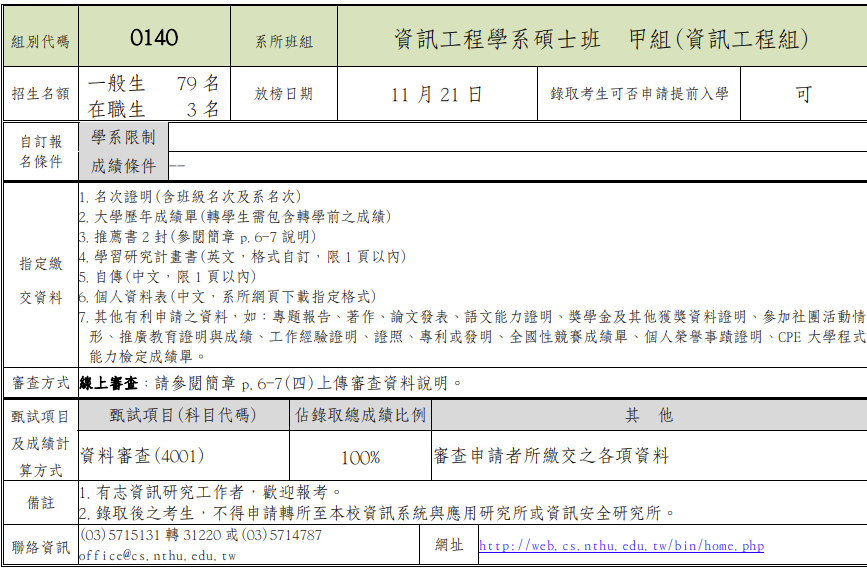 組別代碼 0140 系所班組 資訊工程學系碩士班 甲組(資訊工程組)
招生名額 一般生 79 名 放榜日期 11 月 21 日 錄取考生可否申請提前入學 可
在職生 3 名
自訂報
名條件
學系限制
成績條件 --
指定繳
交資料
1. 名次證明(含班級名次及系名次)
2. 大學歷年成績單(轉學生需包含轉學前之成績)
3. 推薦書 2 封(參閱簡章 p.6-7 說明)
4. 學習研究計畫書(英文，格式自訂，限 1 頁以內)
5. 自傳(中文，限 1 頁以內)
6. 個人資料表(中文，系所網頁下載指定格式)
7. 其他有利申請之資料，如：專題報告、著作、論文發表、語文能力證明、獎學金及其他獲獎資料證明、參加社團活動情
形、推廣教育證明與成績、工作經驗證明、證照、專利或發明、全國性競賽成績單、個人榮譽事蹟證明、CPE 大學程式
能力檢定成績單。
審查方式 線上審查：請參閱簡章 p.6-7(四)上傳審查資料說明。
甄試項目
及成績計
算方式
甄試項目(科目代碼) 佔錄取總成績比例 其 他
資料審查(4001) 100% 審查申請者所繳交之各項資料
備註
1. 有志資訊研究工作者，歡迎報考。
2. 錄取後之考生，不得申請轉所至本校資訊系統與應用研究所或資訊安全研究所。
聯絡資訊
(03)5715131 轉 31220 或(03)5714787
office@cs.nthu.edu.tw
網址 http://web.cs.nthu.edu.tw/bin/home.php